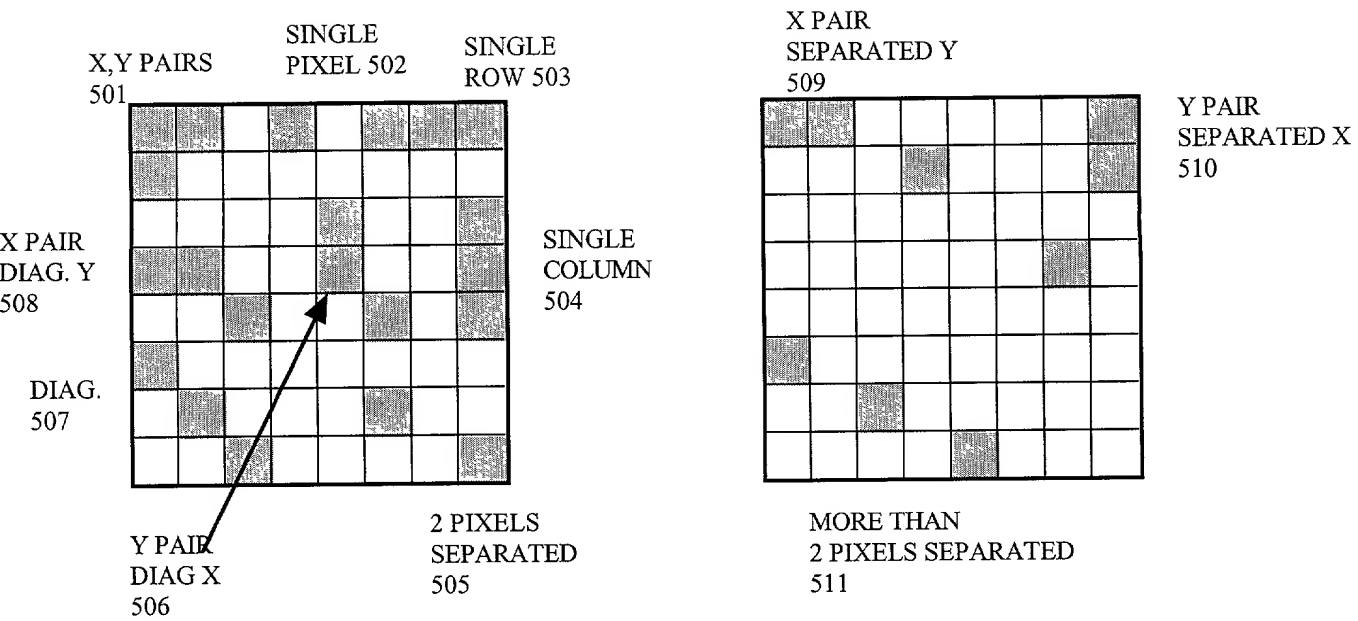 X,Y PAIRS
501
SINGLE
PIXEL 502
SINGLE
ROW 503
X PAIR
DIAG. Y
508
SINGLE
COLUMN
504
DIAG.
507
Y PAIR
DIAG X
506
2 PIXELS
SEPARATED
505
X PAIR
SEPARATED Y
509
Y PAIR
SEPARATED X
510
MORE THAN
2 PIXELS SEPARATED
511